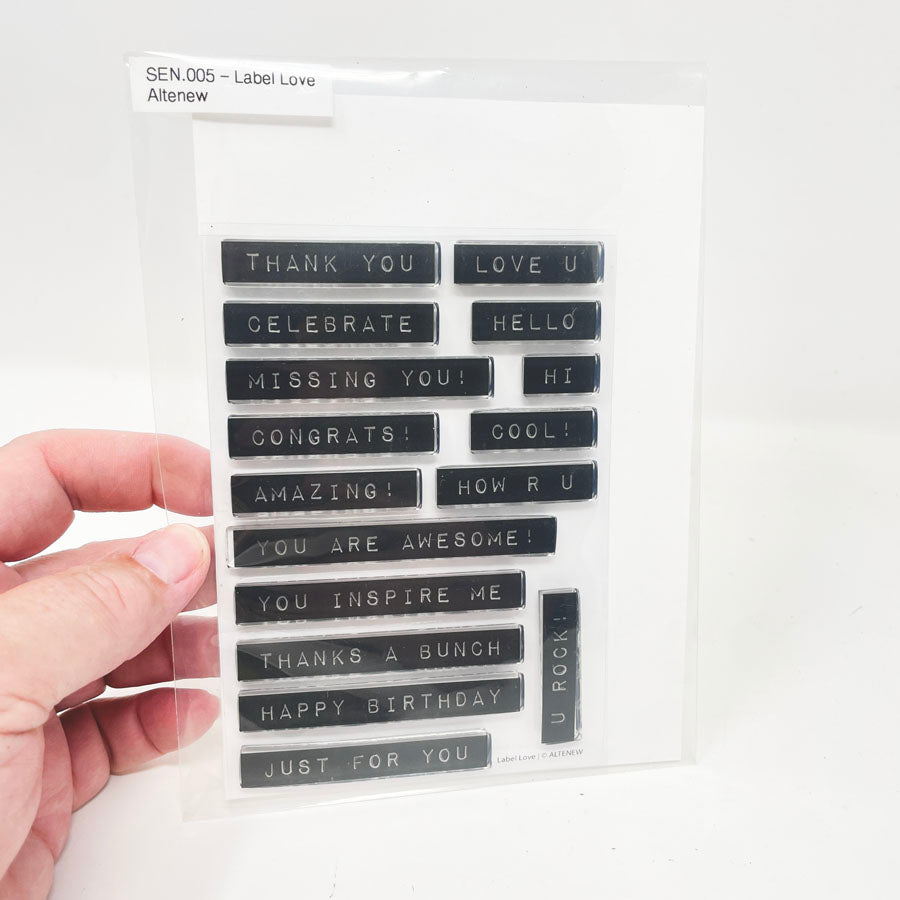 SEN.005 – Label Love
Altenew
THANK YOU
LOVE U
CELEBRATE
HELLO
MISSING YOU!
HI
CONGRATS!
COOL!
AMAZING!
HOW R U
YOU ARE AWESOME!
YOU INSPIRE ME
U ROCK!
THANKS A BUNCH
HAPPY BIRTHDAY
JUST FOR YOU
Label Love | © ALTENEW